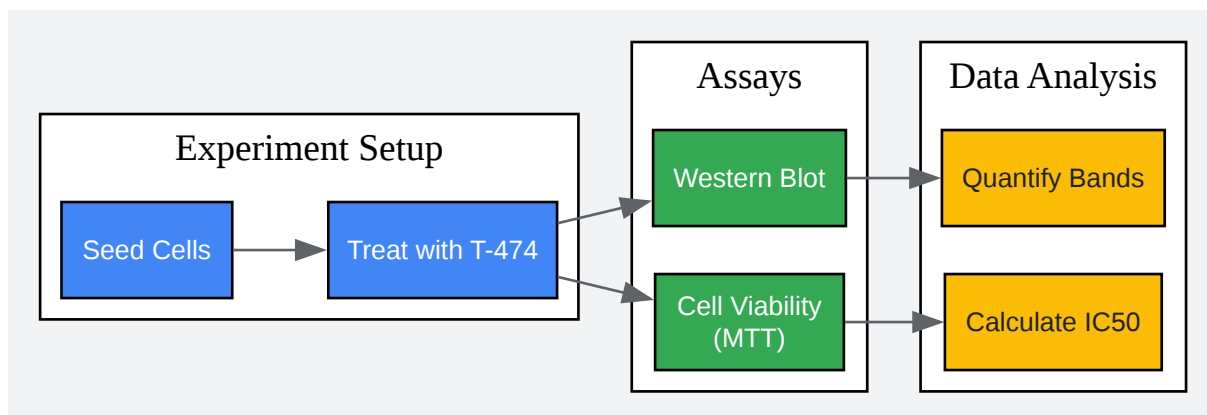 Experiment Setup
Seed Cells
Treat with T-474
Assays
Western Blot
Cell Viability
(MTT)
Data Analysis
Quantify Bands
Calculate IC50